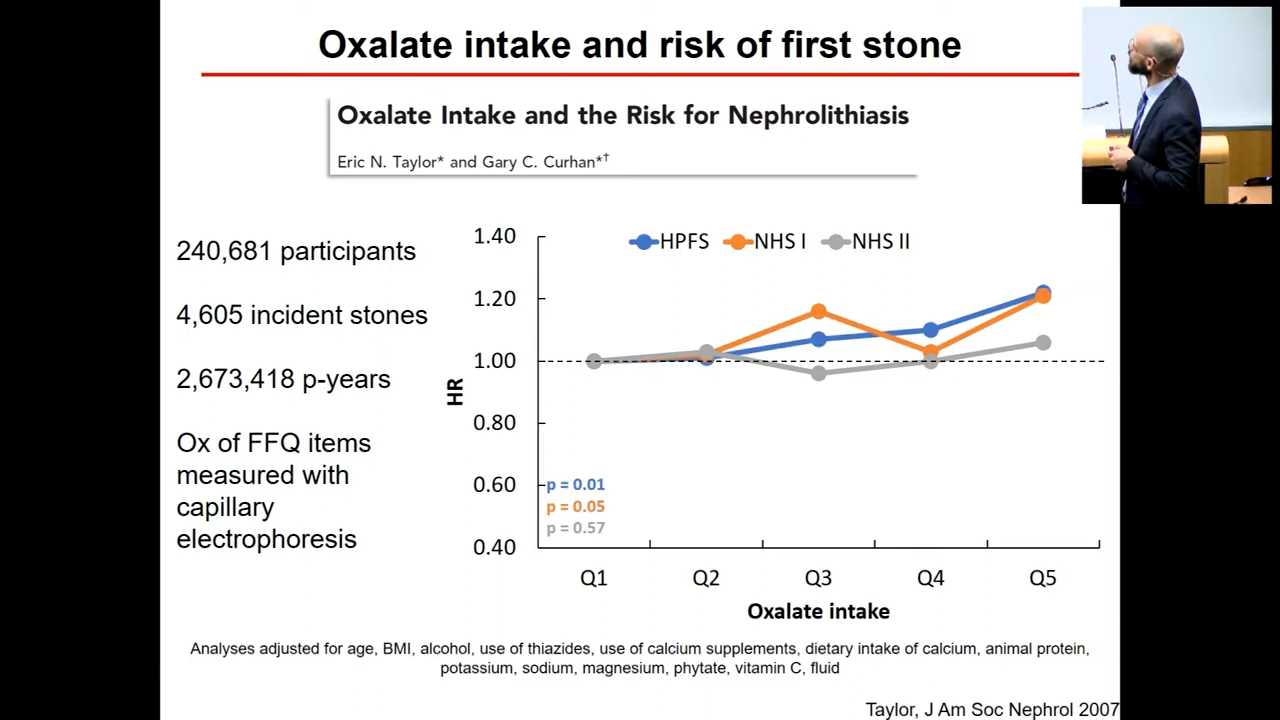 Oxalate intake and risk of first stone
Oxalate Intake and the Risk for Nephrolithiasis
Eric N. Taylor* and Gary C. Curhan*†
240,681 participants
4,605 incident stones
2,673,418 p-years
Ox of FFQ items
measured with
capillary
electrophoresis
HPFS NHS I NHS II
1.40
1.20
1.00
0.80
0.60
0.40
HR
p = 0.01
p = 0.05
p = 0.57
Q1 Q2 Q3 Q4 Q5
Oxalate intake
Analyses adjusted for age, BMI, alcohol, use of thiazides, use of calcium supplements, dietary intake of calcium, animal protein,
potassium, sodium, magnesium, phytate, vitamin C, fluid
Taylor, J Am Soc Nephrol 2007